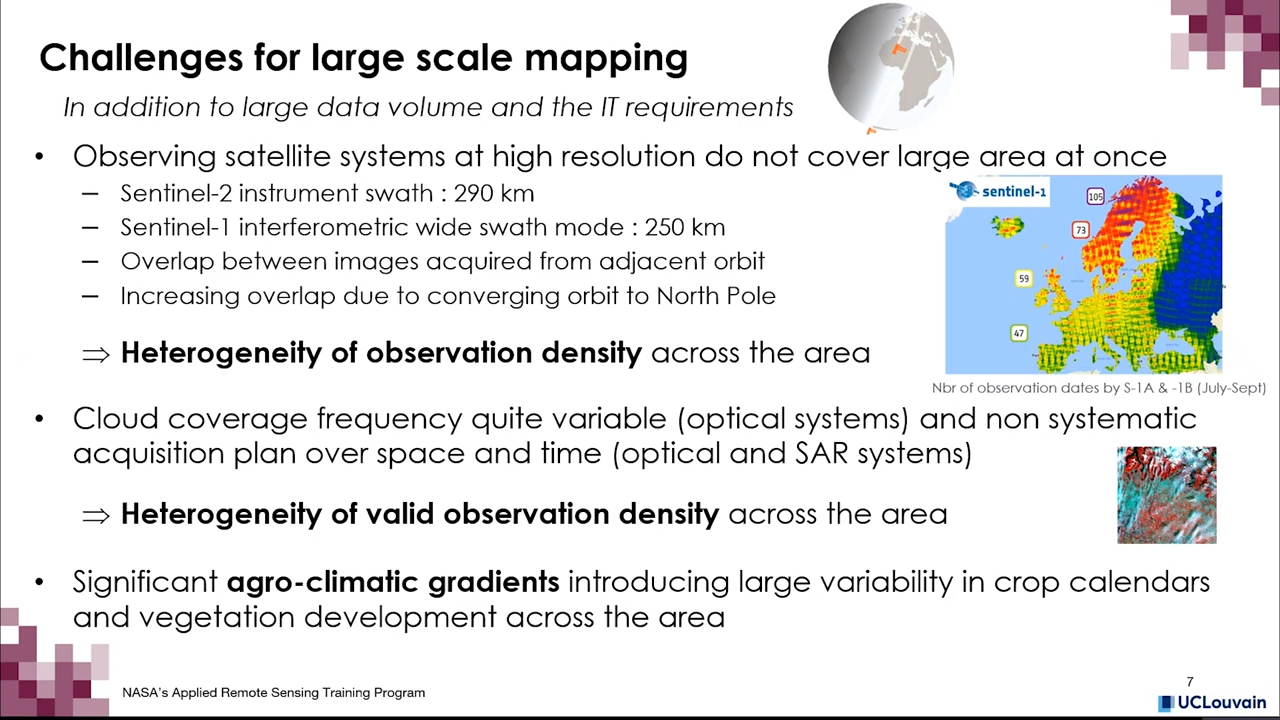 Challenges for large scale mapping
In addition to large data volume and the IT requirements
• Observing satellite systems at high resolution do not cover large area at once
– Sentinel-2 instrument swath : 290 km
– Sentinel-1 interferometric wide swath mode : 250 km
– Overlap between images acquired from adjacent orbit
– Increasing overlap due to converging orbit to North Pole
⇒ Heterogeneity of observation density across the area
sentinel-1
105
73
59
47
Nbr of observation dates by S-1A & -1B (July-Sept)
• Cloud coverage frequency quite variable (optical systems) and non systematic
acquisition plan over space and time (optical and SAR systems)
⇒ Heterogeneity of valid observation density across the area
• Significant agro-climatic gradients introducing large variability in crop calendars
and vegetation development across the area
NASA's Applied Remote Sensing Training Program
7
UCLouvain